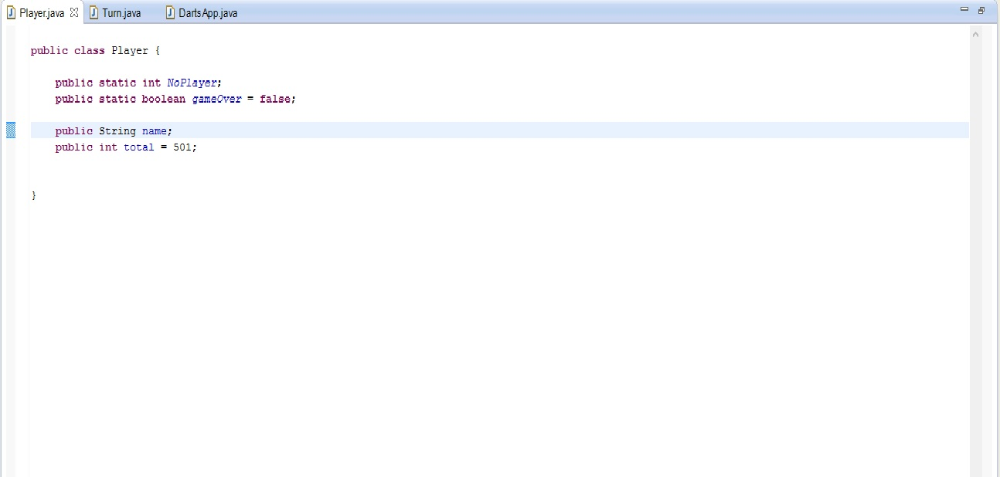 Player.java Turn.java DartsApp.java
public class Player {
public static int NoPlayer;
public static boolean gameOver = false;
public String name;
public int total = 501;
}